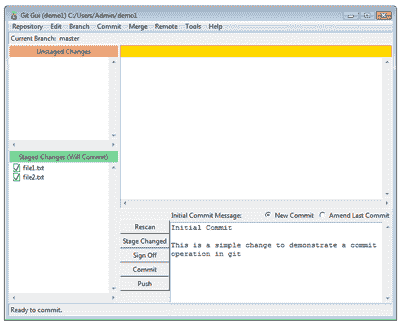 Git Gui (demo1) C:/Users/Admin/demo1
Repository Edit Branch Commit Merge Remote Tools Help
Current Branch: master
Unstaged Changes
Staged Changes (Will Commit)
file1.txt
file2.txt
Initial Commit Message: New Commit Amend Last Commit
Rescan
Stage Changed
Sign Off
Commit
Push
Initial Commit
This is a simple change to demonstrate a commit
operation in git
Ready to commit.